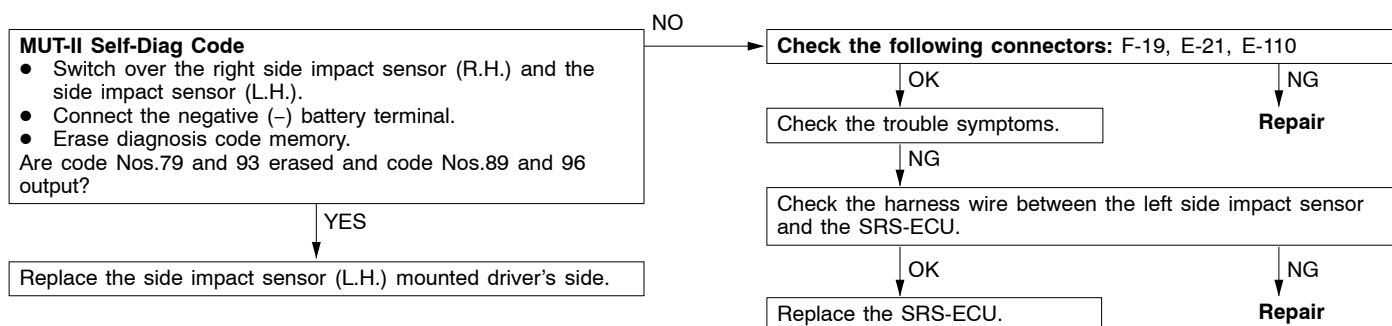 MUT-II Self-Diag Code
● Switch over the right side impact sensor (R.H.) and the
side impact sensor (L.H.).
● Connect the negative (−) battery terminal.
● Erase diagnosis code memory.
Are code Nos.79 and 93 erased and code Nos.89 and 96
output?
YES
Replace the side impact sensor (L.H.) mounted driver's side.
NO
Check the following connectors: F-19, E-21, E-110
OK
NG
Check the trouble symptoms.
Repair
NG
Check the harness wire between the left side impact sensor
and the SRS-ECU.
OK
NG
Replace the SRS-ECU.
Repair